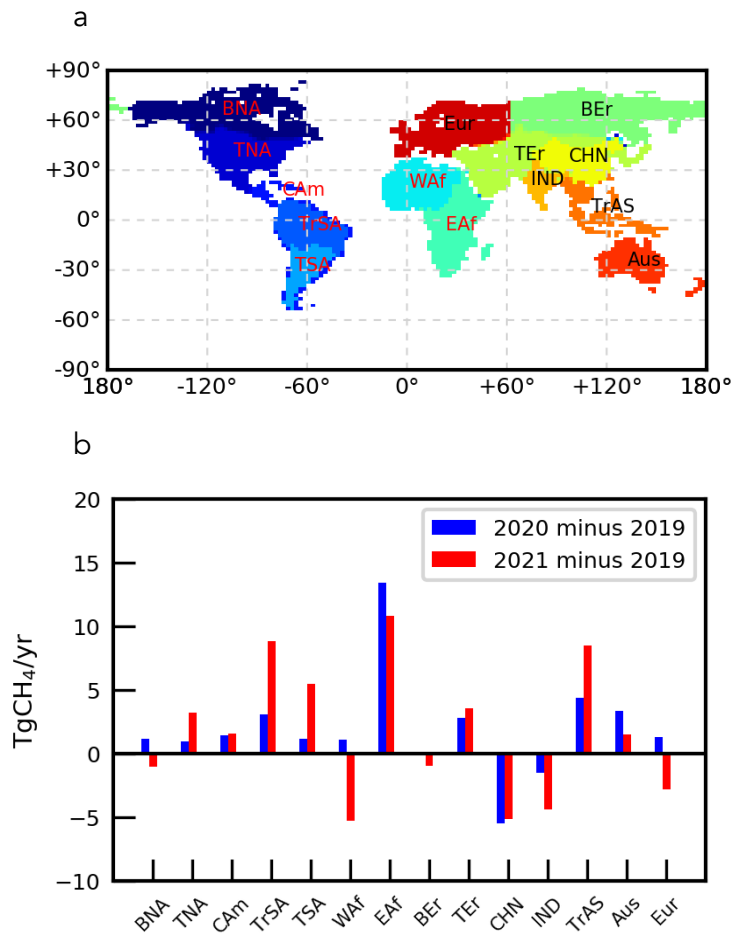 a
+90°
+60°
+30°
0°
-30°
-60°
-90°
BNA
Eur
BEr
TNA
TEr
CHN
CAm
WAf
IND
TrSA
EAf
TrAS
TSA
Aus
180°
-120°
-60°
0°
+60°
+120°
180°
b
TgCH₄/yr
20
15
10
5
0
−5
−10
2020 minus 2019
2021 minus 2019
BNA
TNA
CAm
TrSA
TSA
WAf
EAf
BEr
TEr
CHN
IND
TrAS
Aus
Eur